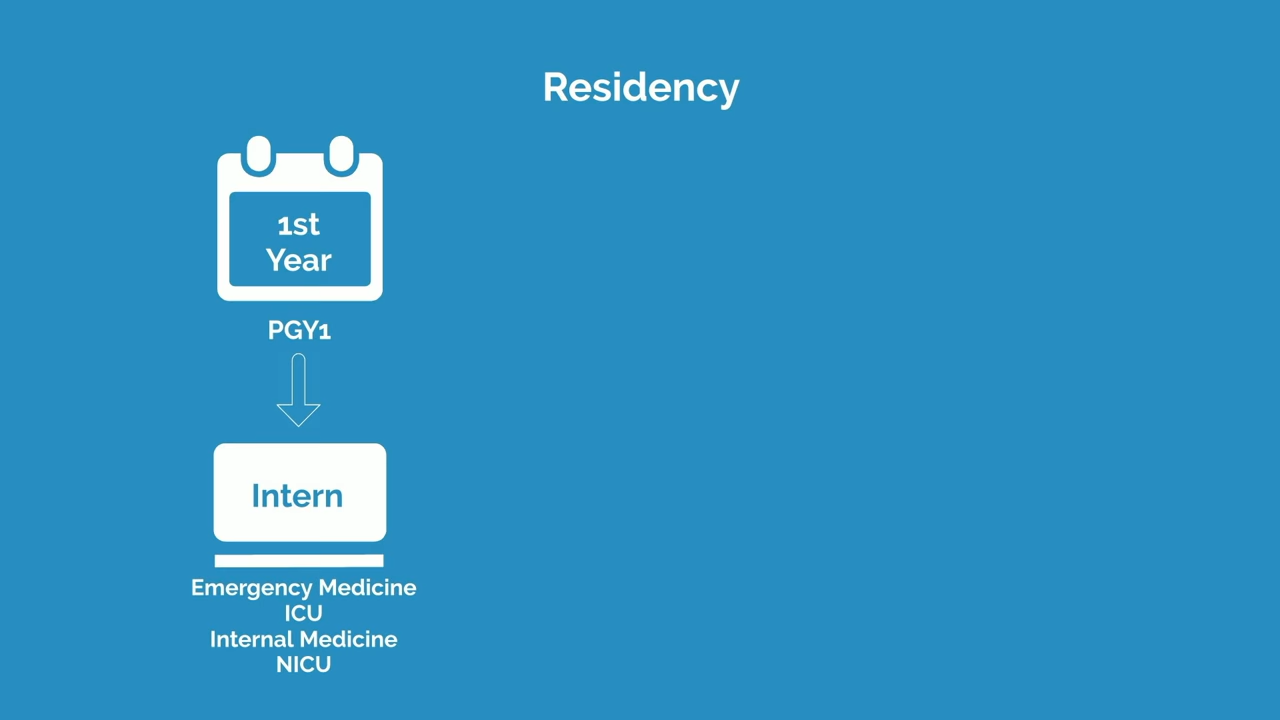 Residency
1st
Year
PGY1
Intern
Emergency Medicine
ICU
Internal Medicine
NICU